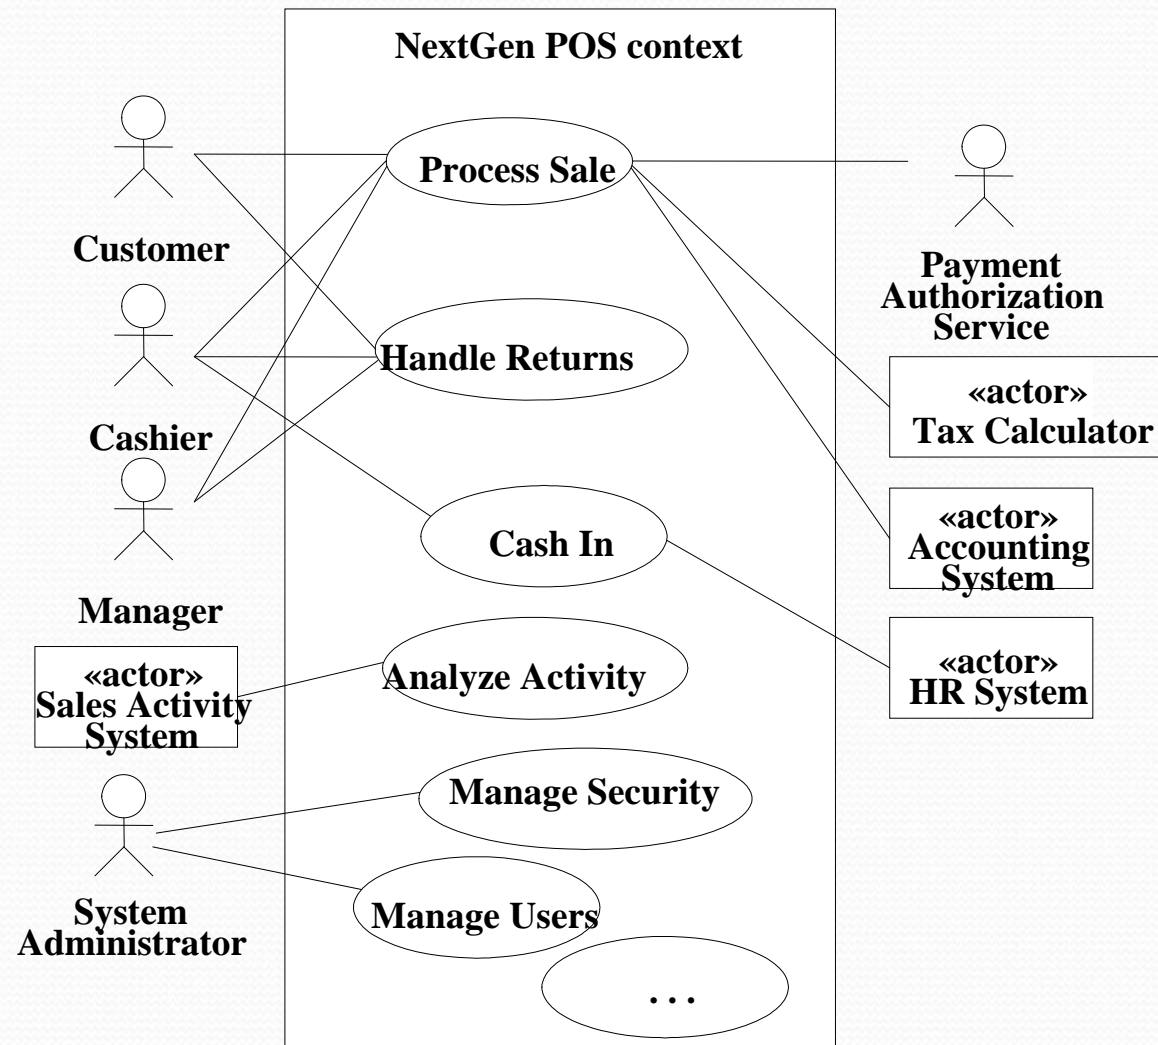 NextGen POS context
Process Sale
Customer
Payment
Authorization
Service
Handle Returns
«actor»
Tax Calculator
Cashier
«actor»
Accounting
System
Cash In
Manager
«actor»
Sales Activity
System
Analyze Activity
«actor»
HR System
Manage Security
System
Administrator
Manage Users
. . .